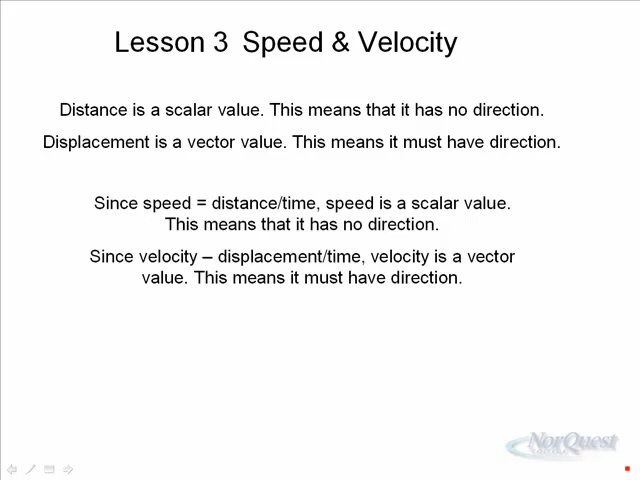 Lesson 3 Speed & Velocity
Distance is a scalar value. This means that it has no direction.
Displacement is a vector value. This means it must have direction.
Since speed = distance/time, speed is a scalar value.
This means that it has no direction.
Since velocity – displacement/time, velocity is a vector
value. This means it must have direction.
NorQuest